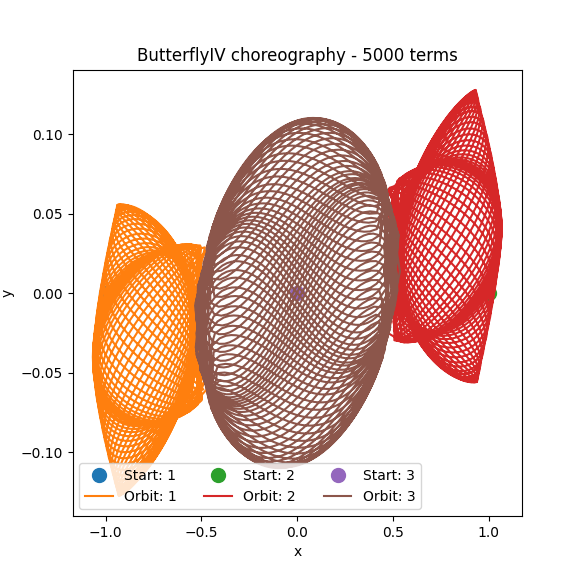 ButterflyIV choreography - 5000 terms
y
0.10
0.05
0.00
−0.05
−0.10
Start: 1 Start: 2 Start: 3
Orbit: 1 Orbit: 2 Orbit: 3
−1.0 −0.5 0.0 0.5 1.0
x